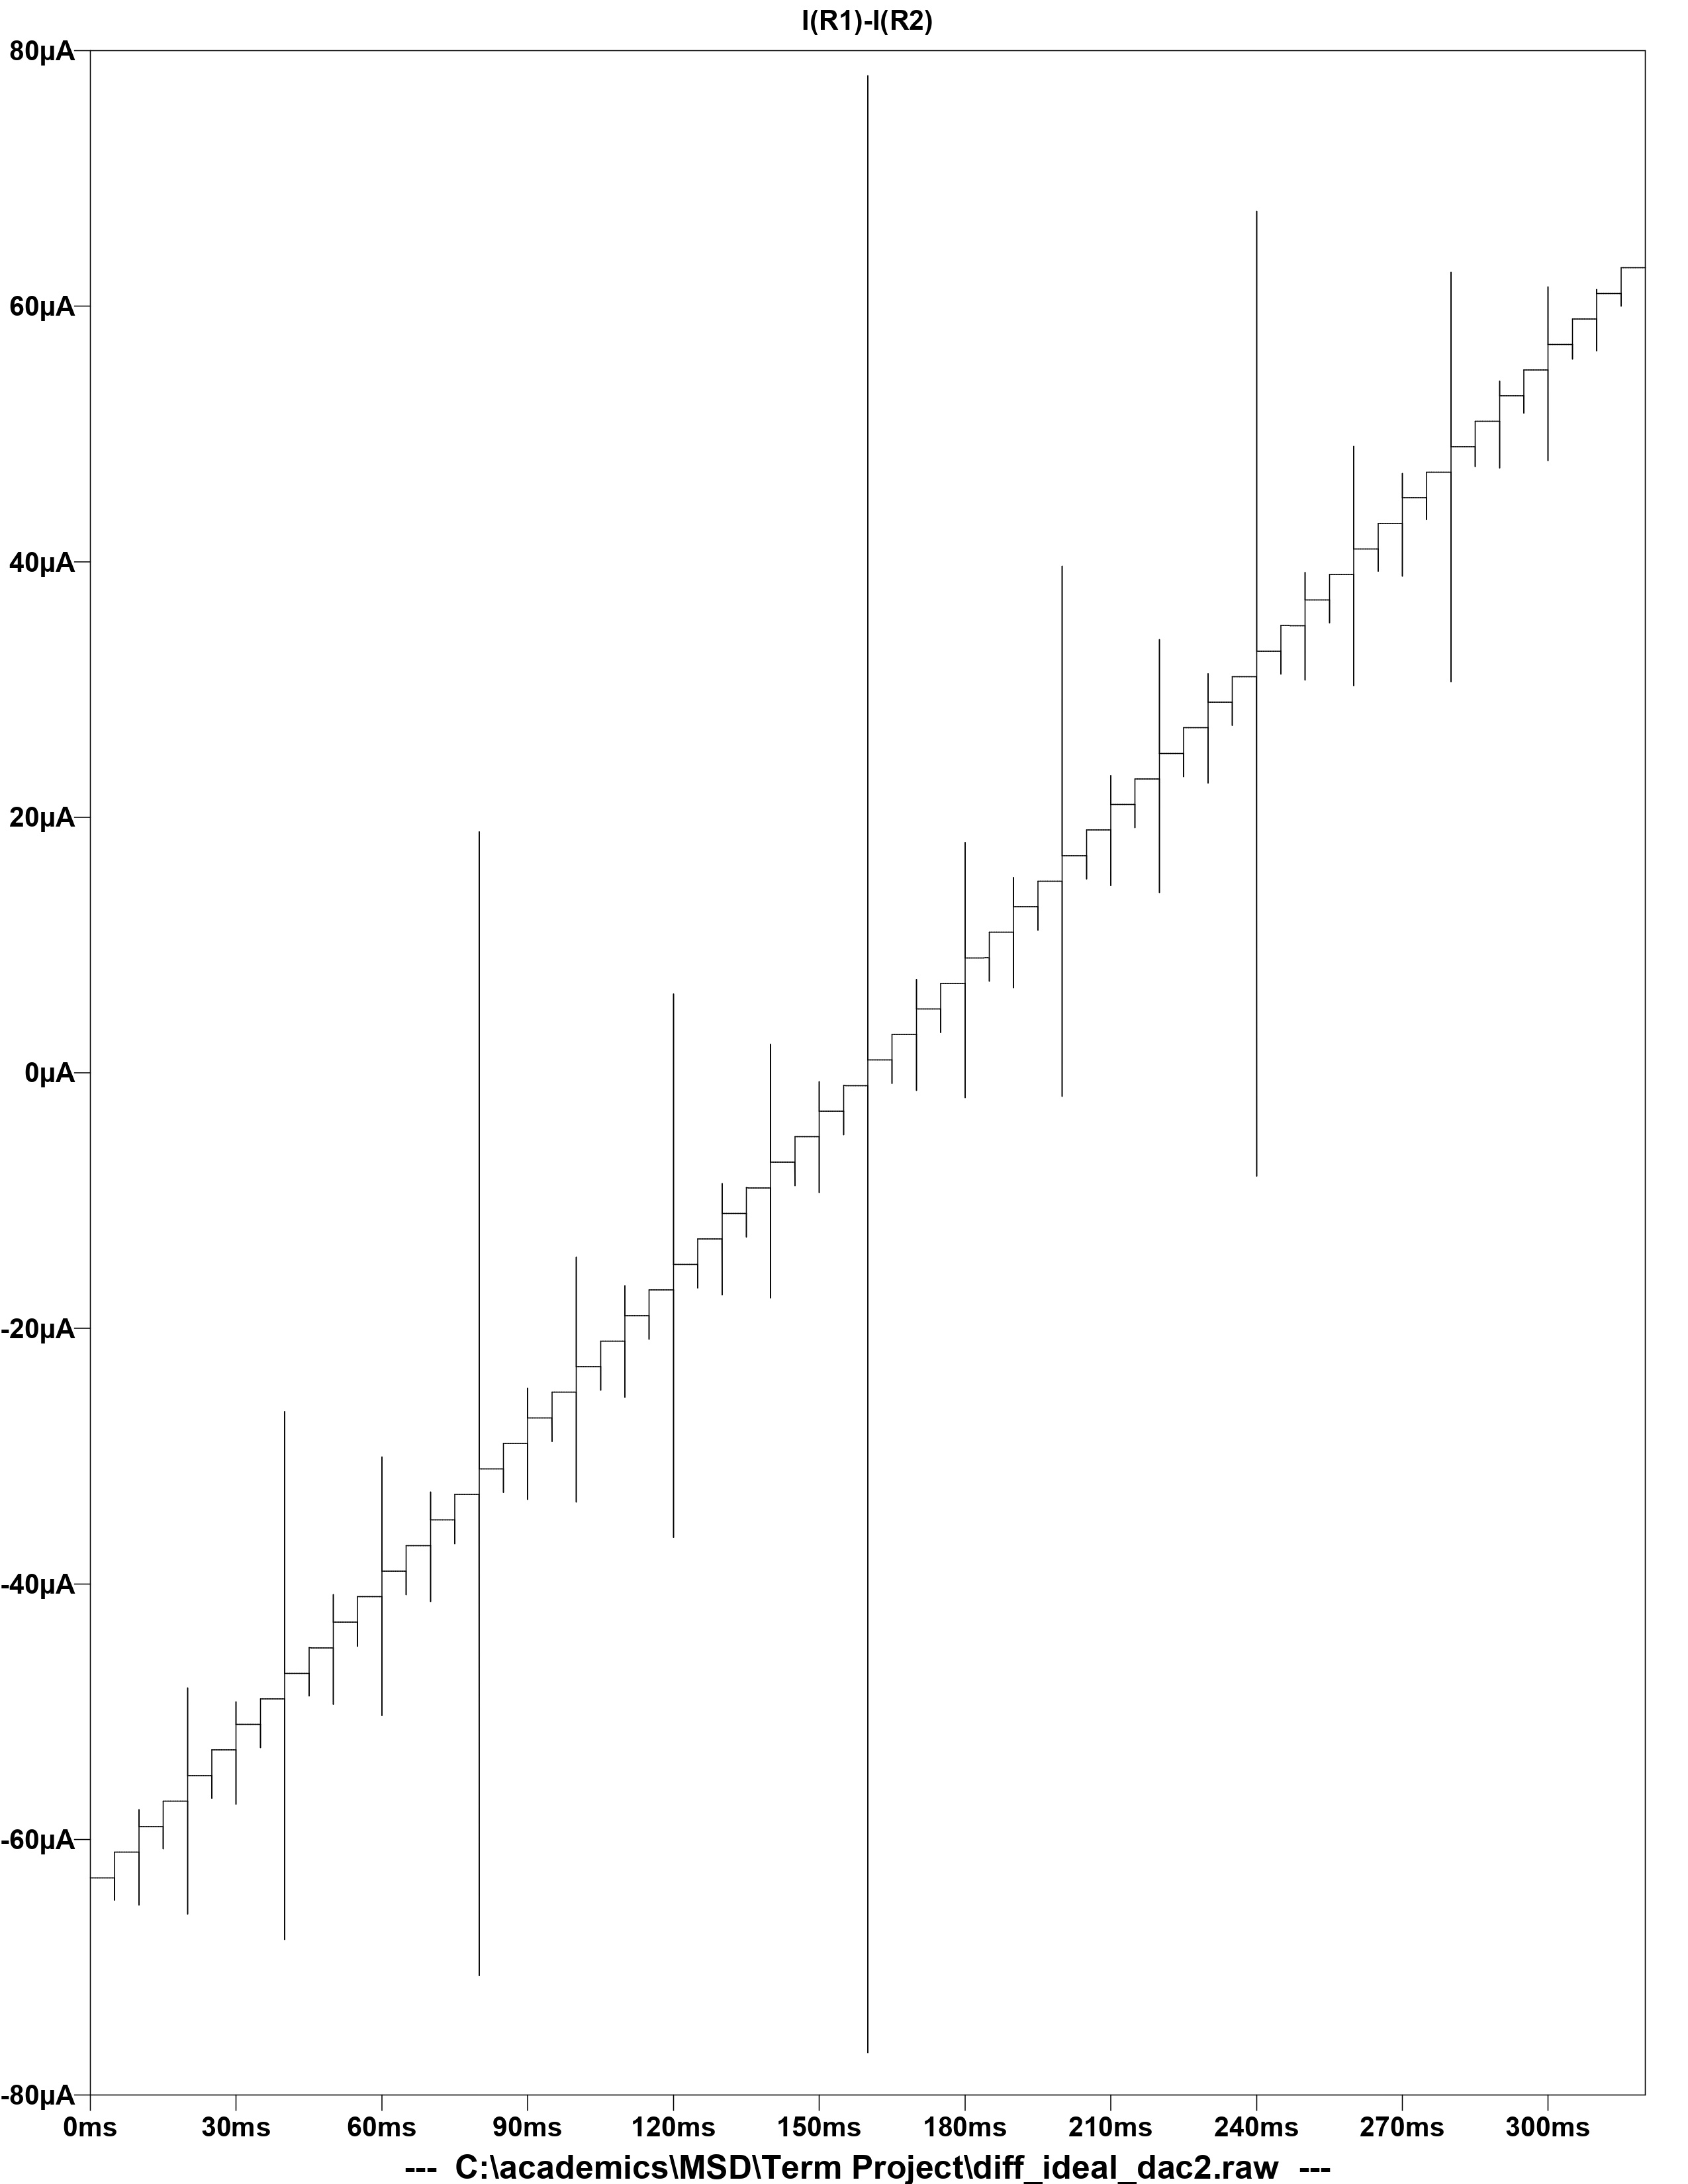 I(R1)-I(R2)
80µA
60µA
40µA
20µA
0µA
-20µA
-40µA
-60µA
-80µA
0ms 30ms 60ms 90ms 120ms 150ms 180ms 210ms 240ms 270ms 300ms
--- C:\academics\MSD\Term Project\diff_ideal_dac2.raw ---